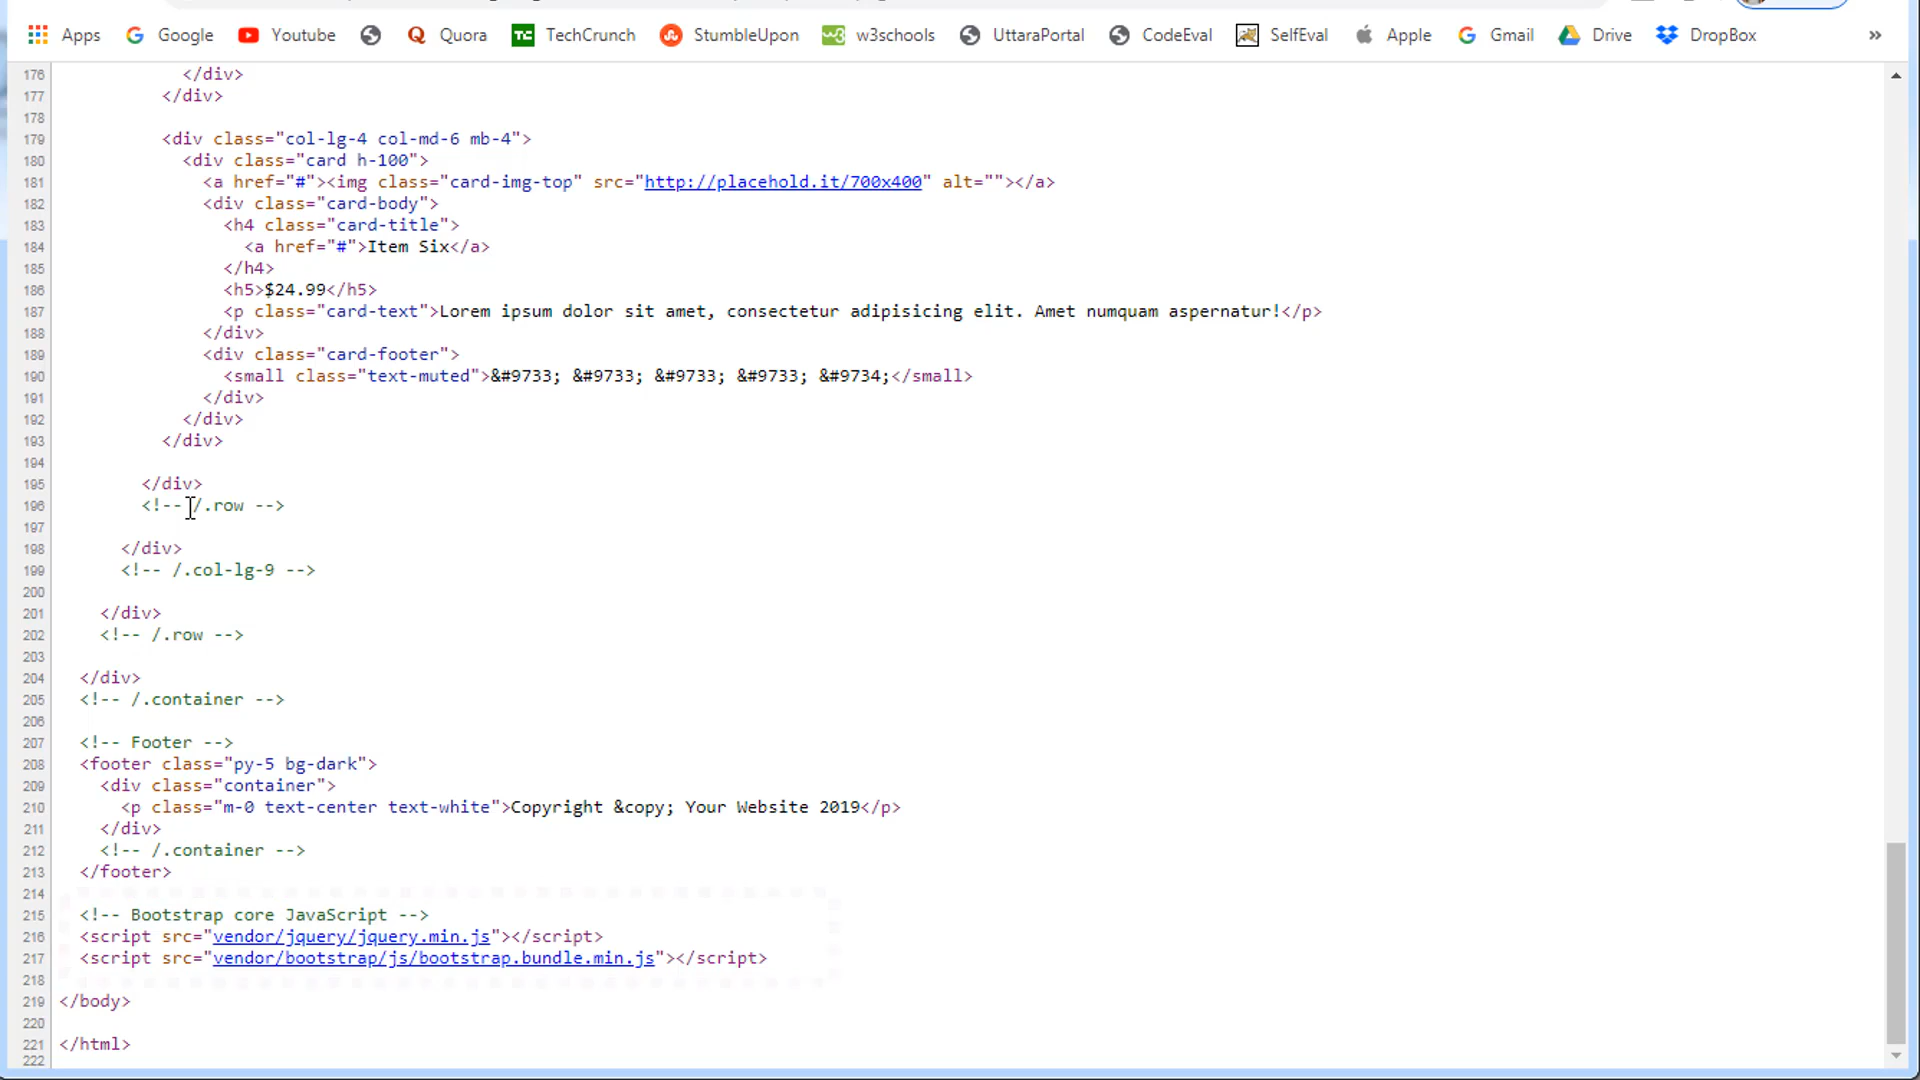 Apps Google YouTube Quora TechCrunch StumbleUpon w3schools UttaraPortal CodeEval SelfEval Apple Gmail Drive DropBox »
176 </div>
177 </div>
178
179 <div class="col-lg-4 col-md-6 mb-4">
180 <div class="card h-100">
181 <a href="#"><img class="card-img-top" src="http://placehold.it/700x400" alt=""></a>
182 <div class="card-body">
183 <h4 class="card-title">
184 <a href="#">Item Six</a>
185 </h4>
186 <h5>$24.99</h5>
187 <p class="card-text">Lorem ipsum dolor sit amet, consectetur adipisicing elit. Amet numquam aspernatur!</p>
188 </div>
189 <div class="card-footer">
190 <small class="text-muted">&#9733; &#9733; &#9733; &#9733; &#9734;</small>
191 </div>
192 </div>
193 </div>
194
195 </div>
196 <!-- /.row -->
197
198 </div>
199 <!-- /.col-lg-9 -->
200
201 </div>
202 <!-- /.row -->
203
204 </div>
205 <!-- /.container -->
206
207 <!-- Footer -->
208 <footer class="py-5 bg-dark">
209 <div class="container">
210 <p class="m-0 text-center text-white">Copyright &copy; Your Website 2019</p>
211 </div>
212 <!-- /.container -->
213 </footer>
214
215 <!-- Bootstrap core JavaScript -->
216 <script src="vendor/jquery/jquery.min.js"></script>
217 <script src="vendor/bootstrap/js/bootstrap.bundle.min.js"></script>
218
219 </body>
220
221 </html>
222